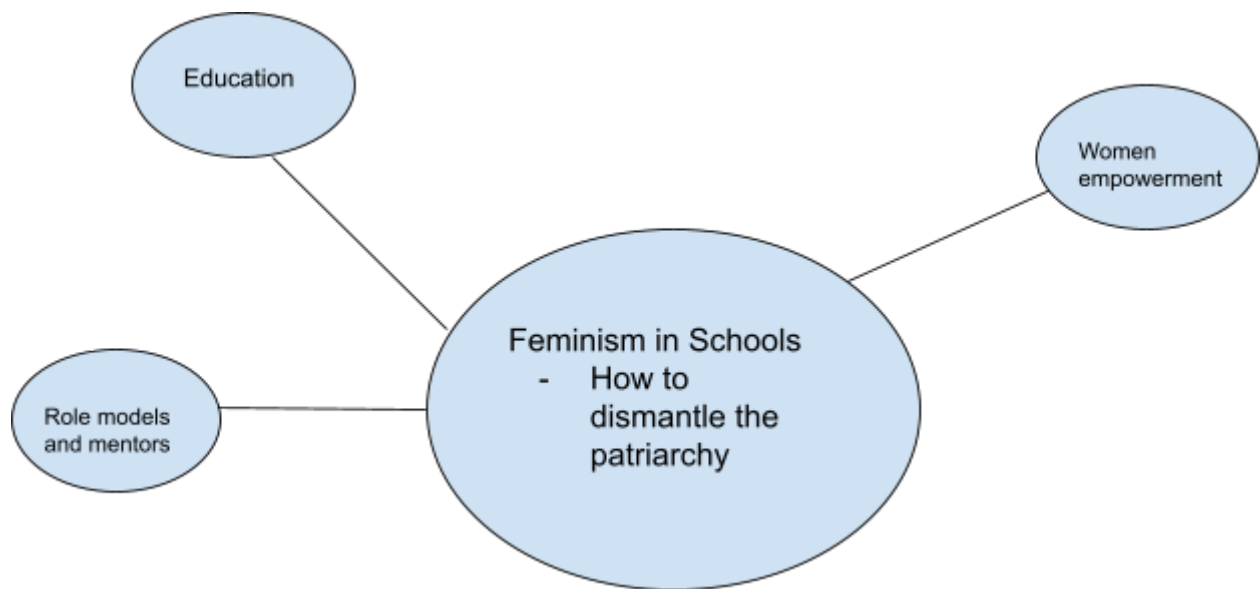 Education
Women
empowerment
Feminism in Schools
- How to
dismantle the
patriarchy
Role models
and mentors